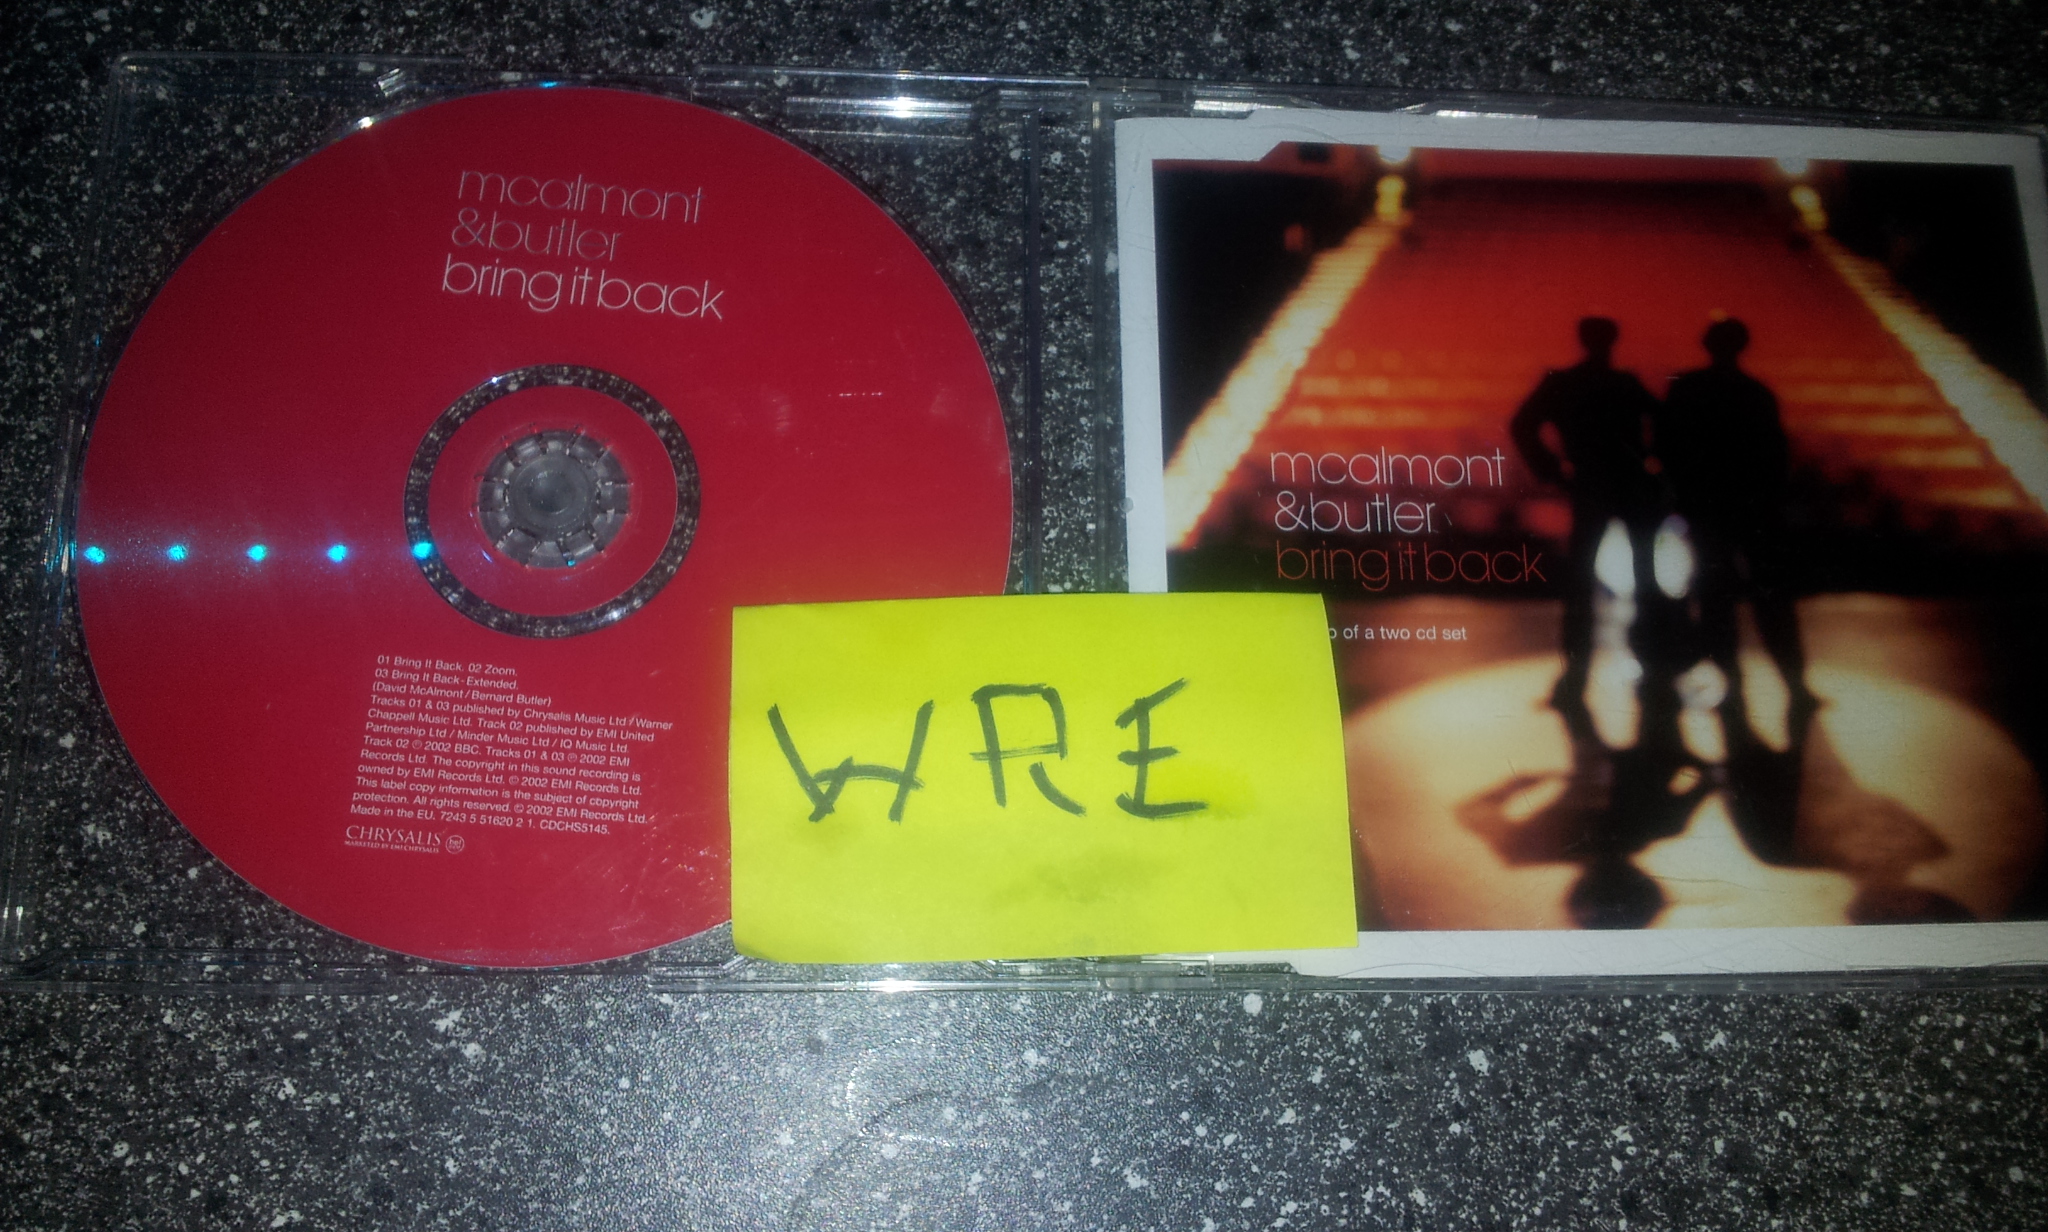 mcalmont
&butler
bring it back
01 Bring It Back. 02 Zoom.
03 Bring It Back - Extended.
(David McAlmont / Bernard Butler)
Tracks 01 & 03 published by Chrysalis Music Ltd / Warner
Chappell Music Ltd. Track 02 published by EMI United
Partnership Ltd / Minder Music Ltd / IQ Music Ltd.
Track 02 ℗ 2002 BBC. Tracks 01 & 03 ℗ 2002 EMI
Records Ltd. The copyright in this sound recording is
owned by EMI Records Ltd. © 2002 EMI Records Ltd.
This label copy information is the subject of copyright
protection. All rights reserved. © 2002 EMI Records Ltd.
Made in the EU. 7243 5 51620 2 1. CDCHS5145.
CHRYSALIS
MARKETED BY EMI:CHRYSALIS
mcalmont
&butler
bring it back
of a two cd set
WRE